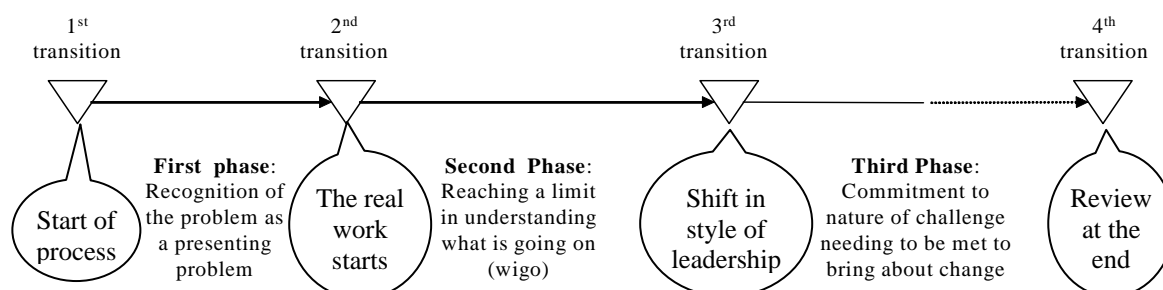 1st
transition
2nd
transition
3rd
transition
4th
transition
Start of
process
First phase:
Recognition of
the problem as
a presenting
problem
The real
work
starts
Second Phase:
Reaching a limit
in understanding
what is going on
(wigo)
Shift in
style of
leadership
Third Phase:
Commitment to
nature of challenge
needing to be met to
bring about change
Review
at the
end